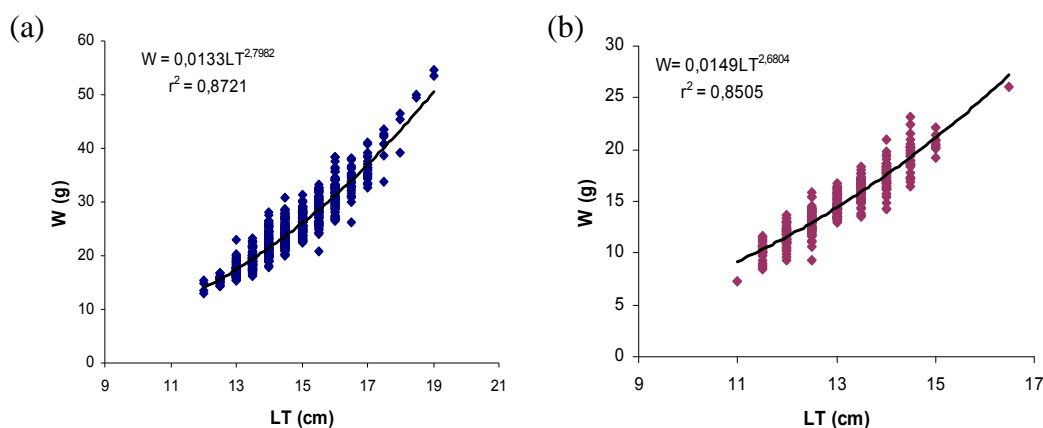 (a)
W = 0,0133LT^2,7982
r² = 0,8721
W (g)
60
50
40
30
20
10
0
9 11 13 15 17 19 21
LT (cm)
(b)
W= 0,0149LT^2,6804
r² = 0,8505
W (g)
30
25
20
15
10
5
0
9 11 13 15 17
LT (cm)